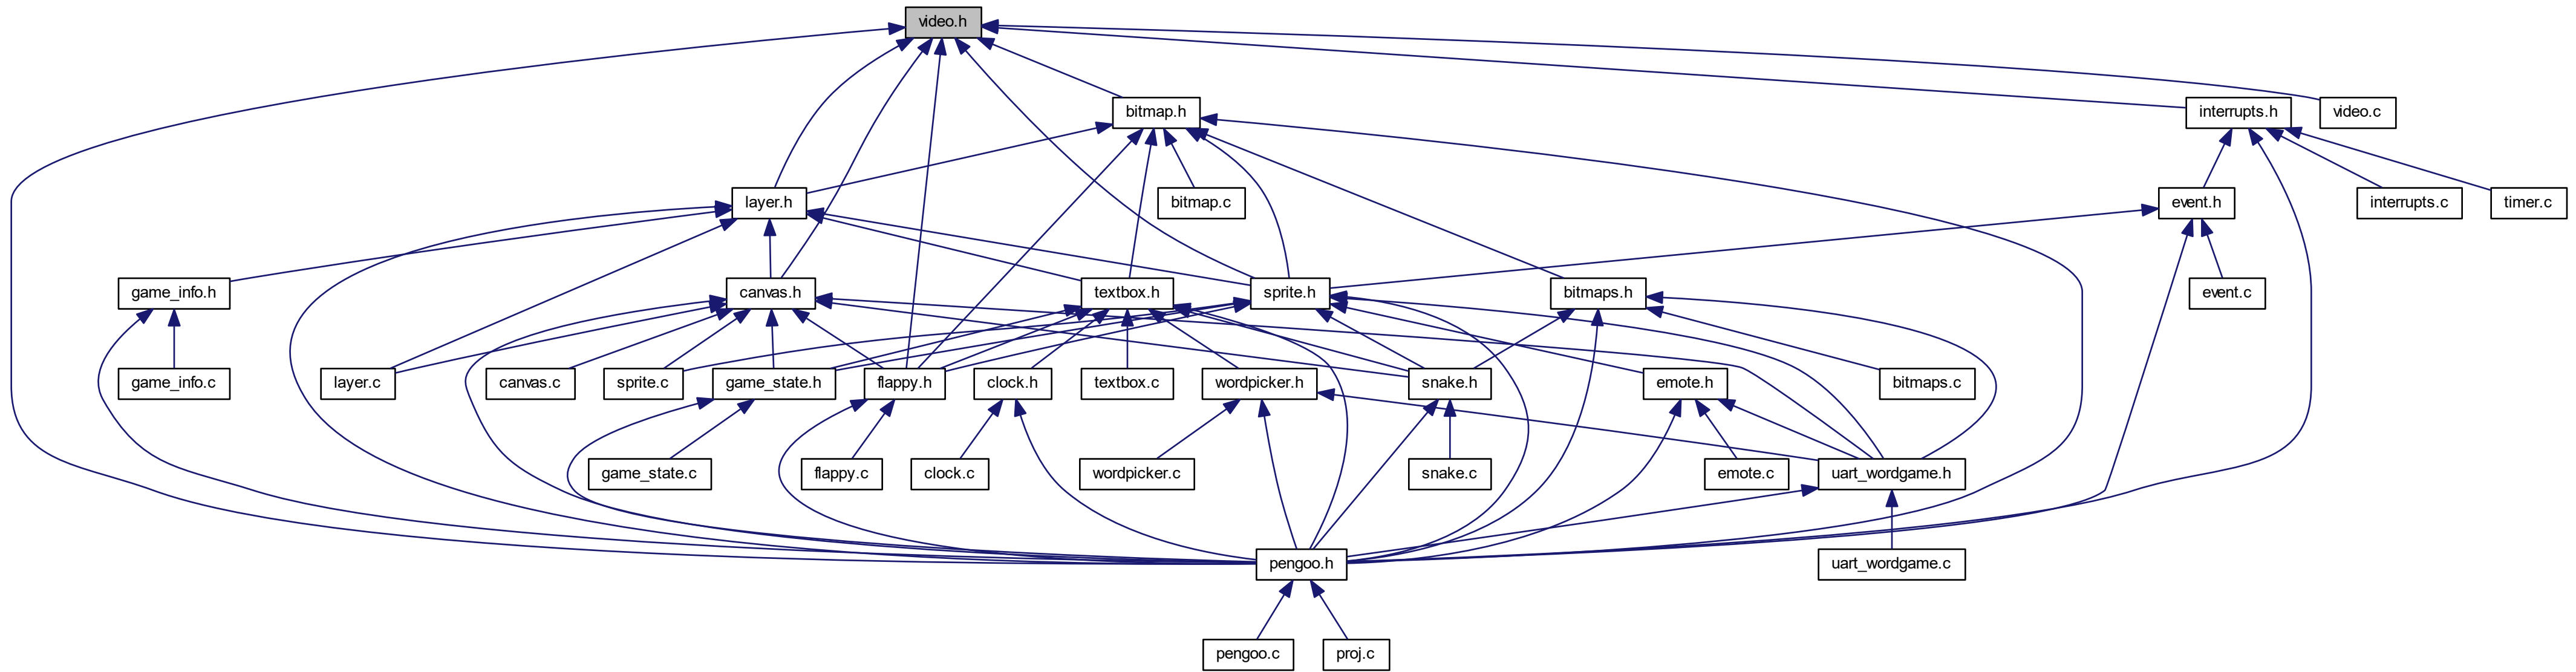 video.h
bitmap.h
interrupts.h
video.c
layer.h
bitmap.c
event.h
interrupts.c
timer.c
game_info.h
canvas.h
textbox.h
sprite.h
bitmaps.h
event.c
game_info.c
layer.c
canvas.c
sprite.c
game_state.h
flappy.h
clock.h
textbox.c
wordpicker.h
snake.h
emote.h
bitmaps.c
game_state.c
flappy.c
clock.c
wordpicker.c
snake.c
emote.c
uart_wordgame.h
pengoo.h
uart_wordgame.c
pengoo.c
proj.c